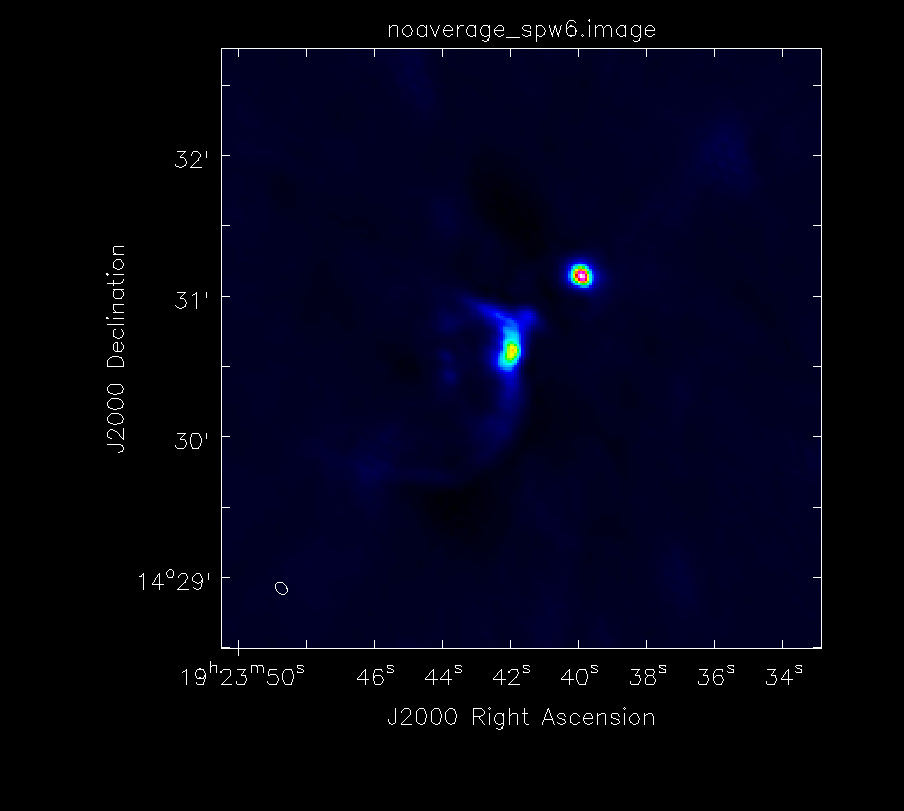 noaverage_spw6.image
J2000 Declination
32'
31'
30'
14°29'
19ʰ23ᵐ50ˢ 46ˢ 44ˢ 42ˢ 40ˢ 38ˢ 36ˢ 34ˢ
J2000 Right Ascension